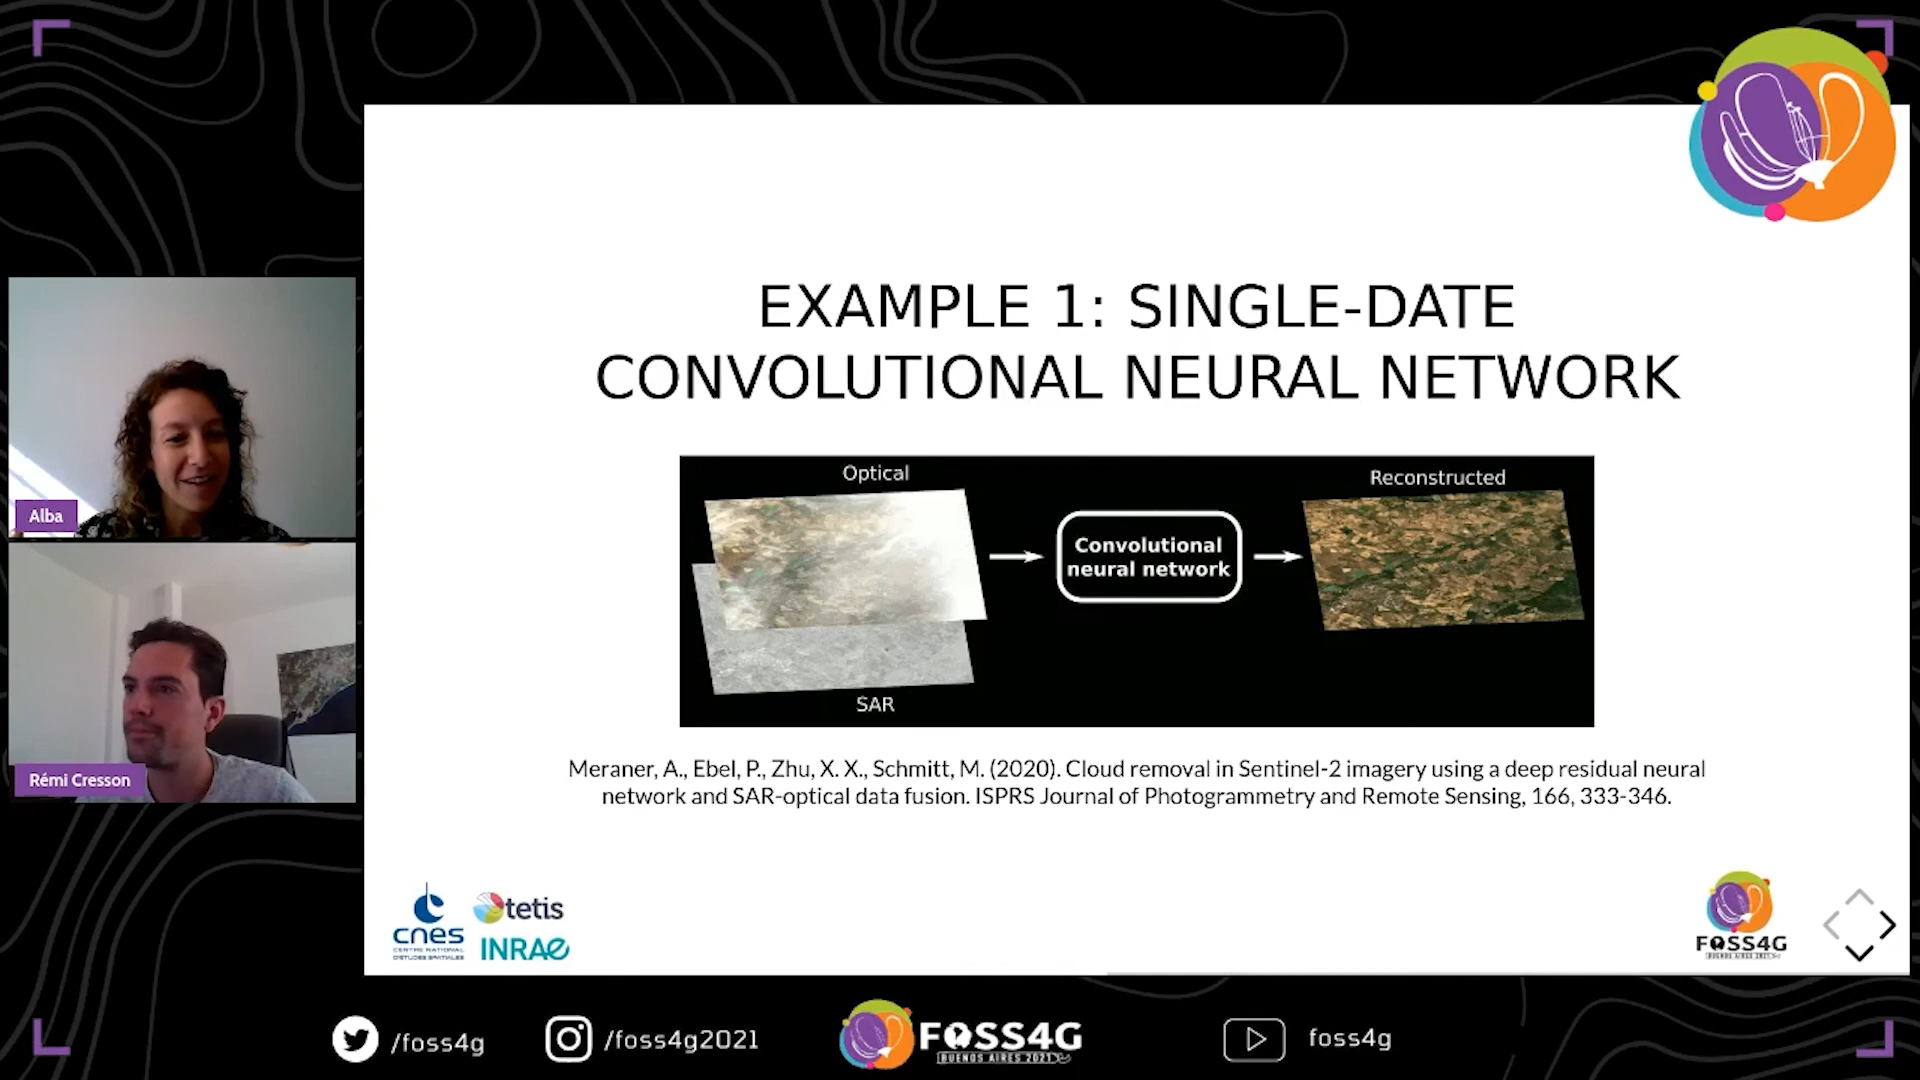 EXAMPLE 1: SINGLE-DATE
CONVOLUTIONAL NEURAL NETWORK
Optical
Reconstructed
Convolutional
neural network
SAR
Alba
Rémi Cresson
Meraner, A., Ebel, P., Zhu, X. X., Schmitt, M. (2020). Cloud removal in Sentinel-2 imagery using a deep residual neural
network and SAR-optical data fusion. ISPRS Journal of Photogrammetry and Remote Sensing, 166, 333-346.
cnes
CENTRE NATIONAL
D'ÉTUDES SPATIALES
tetis
INRAE
FOSS4G
BUENOS AIRES 2021
/foss4g
/foss4g2021
FOSS4G
BUENOS AIRES 2021
foss4g